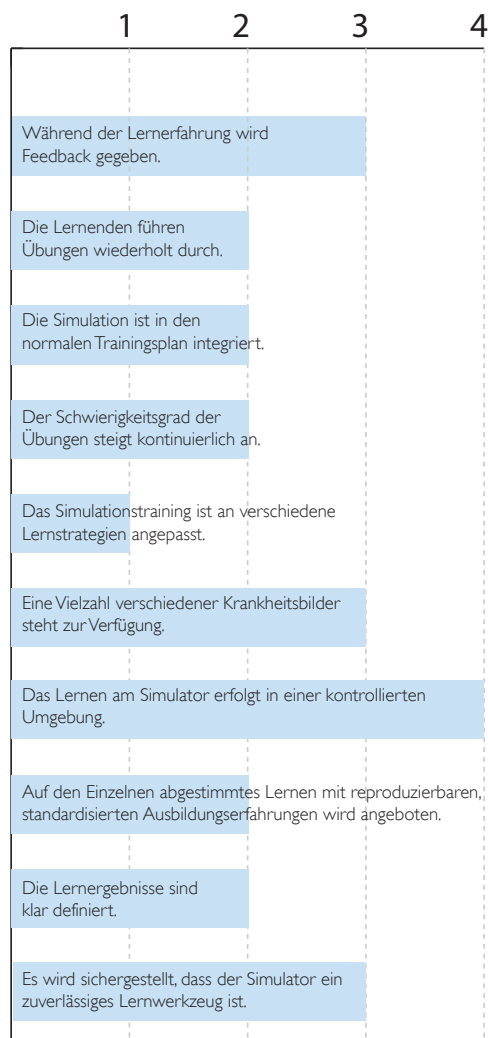 1 2 3 4
Während der Lernerfahrung wird
Feedback gegeben.
Die Lernenden führen
Übungen wiederholt durch.
Die Simulation ist in den
normalen Trainingsplan integriert.
Der Schwierigkeitsgrad der
Übungen steigt kontinuierlich an.
Das Simulationstraining ist an verschiedene
Lernstrategien angepasst.
Eine Vielzahl verschiedener Krankheitsbilder
steht zur Verfügung.
Das Lernen am Simulator erfolgt in einer kontrollierten
Umgebung.
Auf den Einzelnen abgestimmtes Lernen mit reproduzierbaren,
standardisierten Ausbildungserfahrungen wird angeboten.
Die Lernergebnisse sind
klar definiert.
Es wird sichergestellt, dass der Simulator ein
zuverlässiges Lernwerkzeug ist.